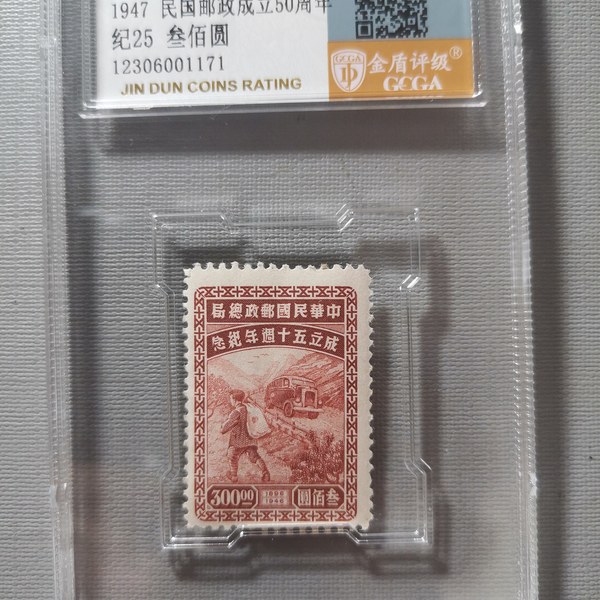 1947 民国邮政成立50周年
纪25 叁佰圆
12306001171
JIN DUN COINS RATING
GCGA
金盾评级®
GCGA
局總政郵國民華中
念紀年週十五立成
300.00
圓佰叁